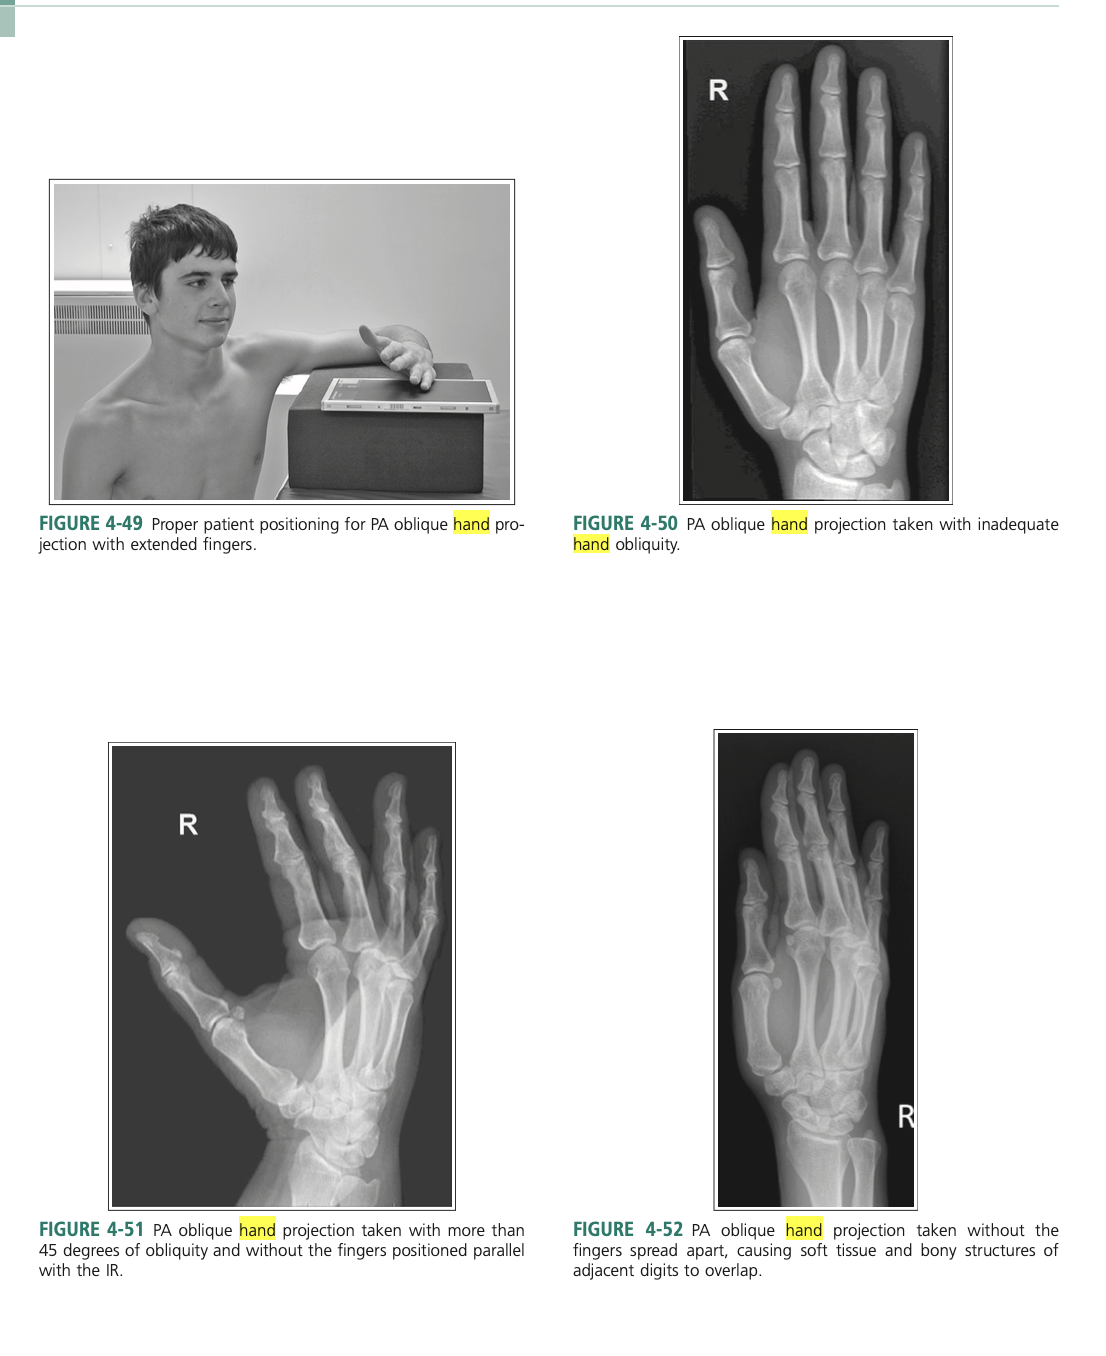 R
FIGURE 4-49 Proper patient positioning for PA oblique hand pro-
jection with extended fingers.
FIGURE 4-50 PA oblique hand projection taken with inadequate
hand obliquity.
R
R
FIGURE 4-51 PA oblique hand projection taken with more than
45 degrees of obliquity and without the fingers positioned parallel
with the IR.
FIGURE 4-52 PA oblique hand projection taken without the
fingers spread apart, causing soft tissue and bony structures of
adjacent digits to overlap.